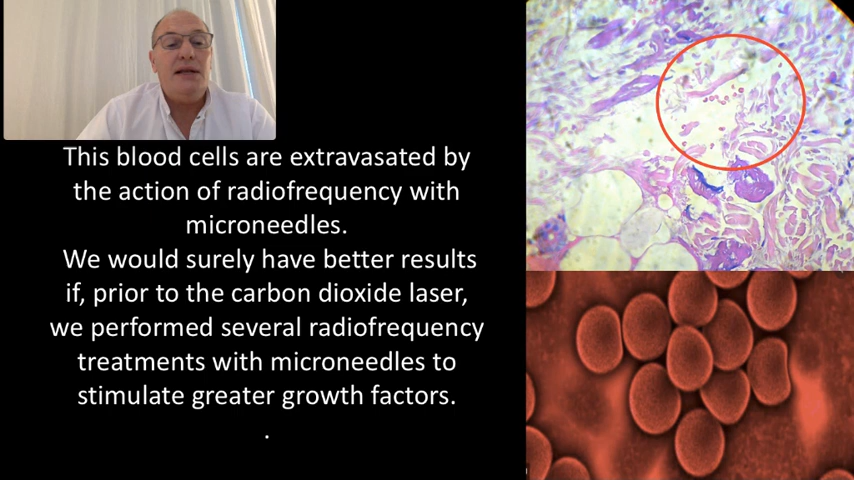 This blood cells are extravasated by
the action of radiofrequency with
microneedles.
We would surely have better results
if, prior to the carbon dioxide laser,
we performed several radiofrequency
treatments with microneedles to
stimulate greater growth factors.
.